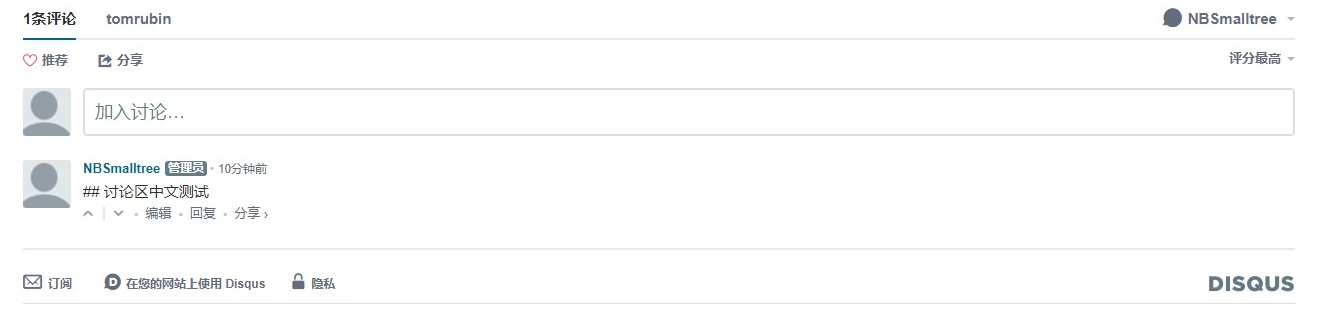 1条评论 tomrubin NBSmalltree
推荐 分享 评分最高
加入讨论...
NBSmalltree 管理员 • 10分钟前
## 讨论区中文测试
• 编辑 • 回复 • 分享 ›
订阅 D 在您的网站上使用 Disqus 隐私 DISQUS